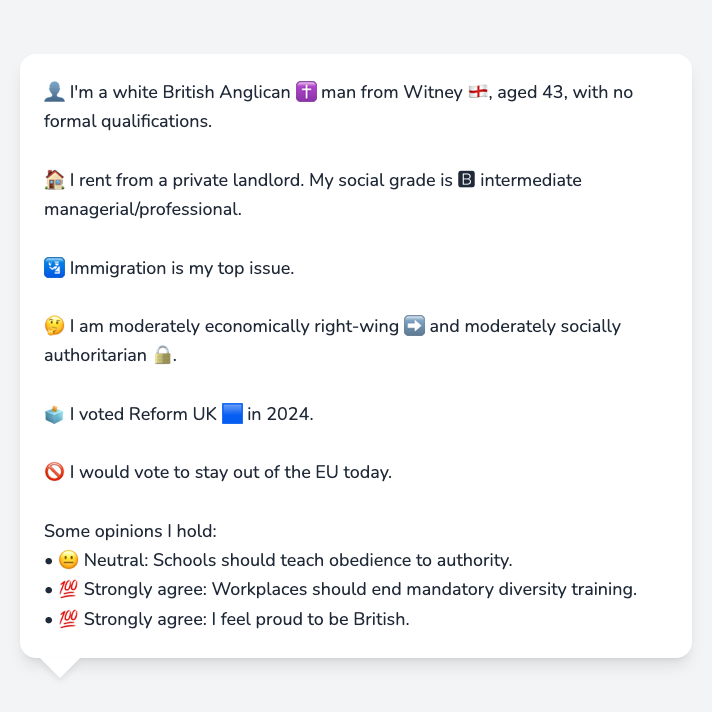 👤 I'm a white British Anglican ✝️ man from Witney 🏴󠁧󠁢󠁥󠁮󠁧󠁿, aged 43, with no
formal qualifications.
🏠 I rent from a private landlord. My social grade is 🅱 intermediate
managerial/professional.
🛂 Immigration is my top issue.
🤔 I am moderately economically right-wing ➡️ and moderately socially
authoritarian 🔒.
🗳️ I voted Reform UK 🟦 in 2024.
🚫 I would vote to stay out of the EU today.
Some opinions I hold:
• 😐 Neutral: Schools should teach obedience to authority.
• 💯 Strongly agree: Workplaces should end mandatory diversity training.
• 💯 Strongly agree: I feel proud to be British.